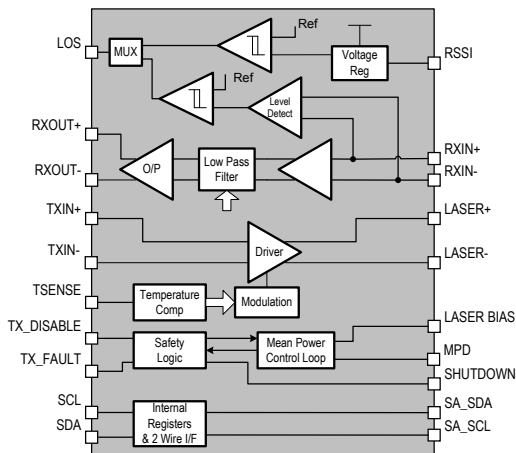 LOS
MUX
Ref
Voltage
Reg
RSSI
Ref
Level
Detect
RXOUT+
RXIN+
RXOUT-
O/P
Low Pass
Filter
RXIN-
TXIN+
LASER+
TXIN-
Driver
LASER-
TSENSE
Temperature
Comp
Modulation
TX_DISABLE
LASER BIAS
Safety
Logic
Mean Power
Control Loop
MPD
TX_FAULT
SHUTDOWN
SCL
SA_SDA
Internal
Registers
& 2 Wire I/F
SDA
SA_SCL